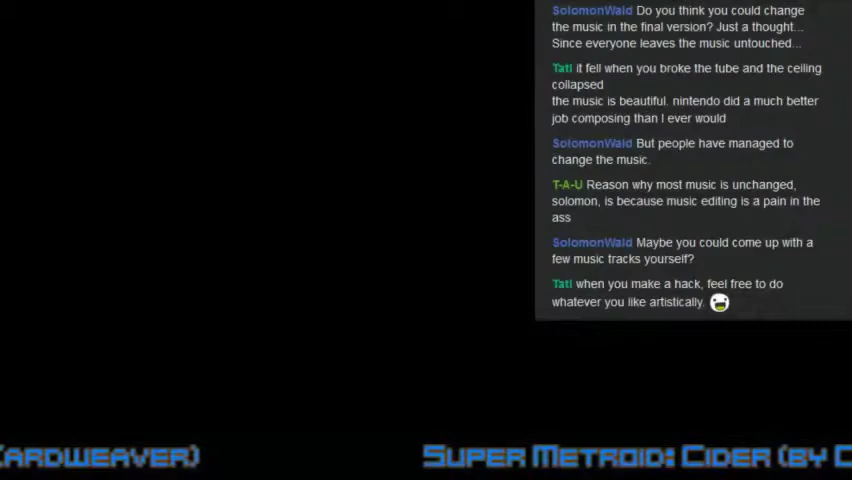 SolomonWald Do you think you could change
the music in the final version? Just a thought...
Since everyone leaves the music untouched...
Tatl it fell when you broke the tube and the ceiling
collapsed
the music is beautiful. nintendo did a much better
job composing than I ever would
SolomonWald But people have managed to
change the music.
T-A-U Reason why most music is unchanged,
solomon, is because music editing is a pain in the
ass
SolomonWald Maybe you could come up with a
few music tracks yourself?
Tatl when you make a hack, feel free to do
whatever you like artistically.
ardweaver) Super Metroid: Cider (by C